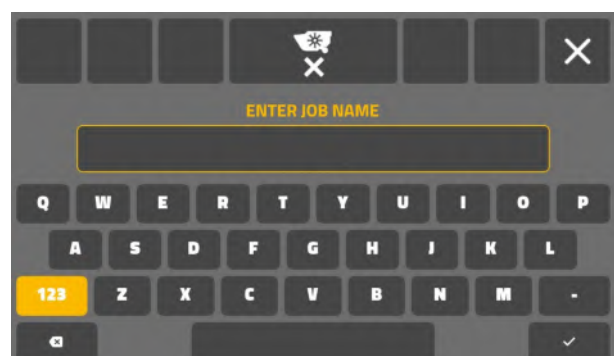 ENTER JOB NAME
Q W E R T Y U I O P
A S D F G H J K L
123 Z X C V B N M -